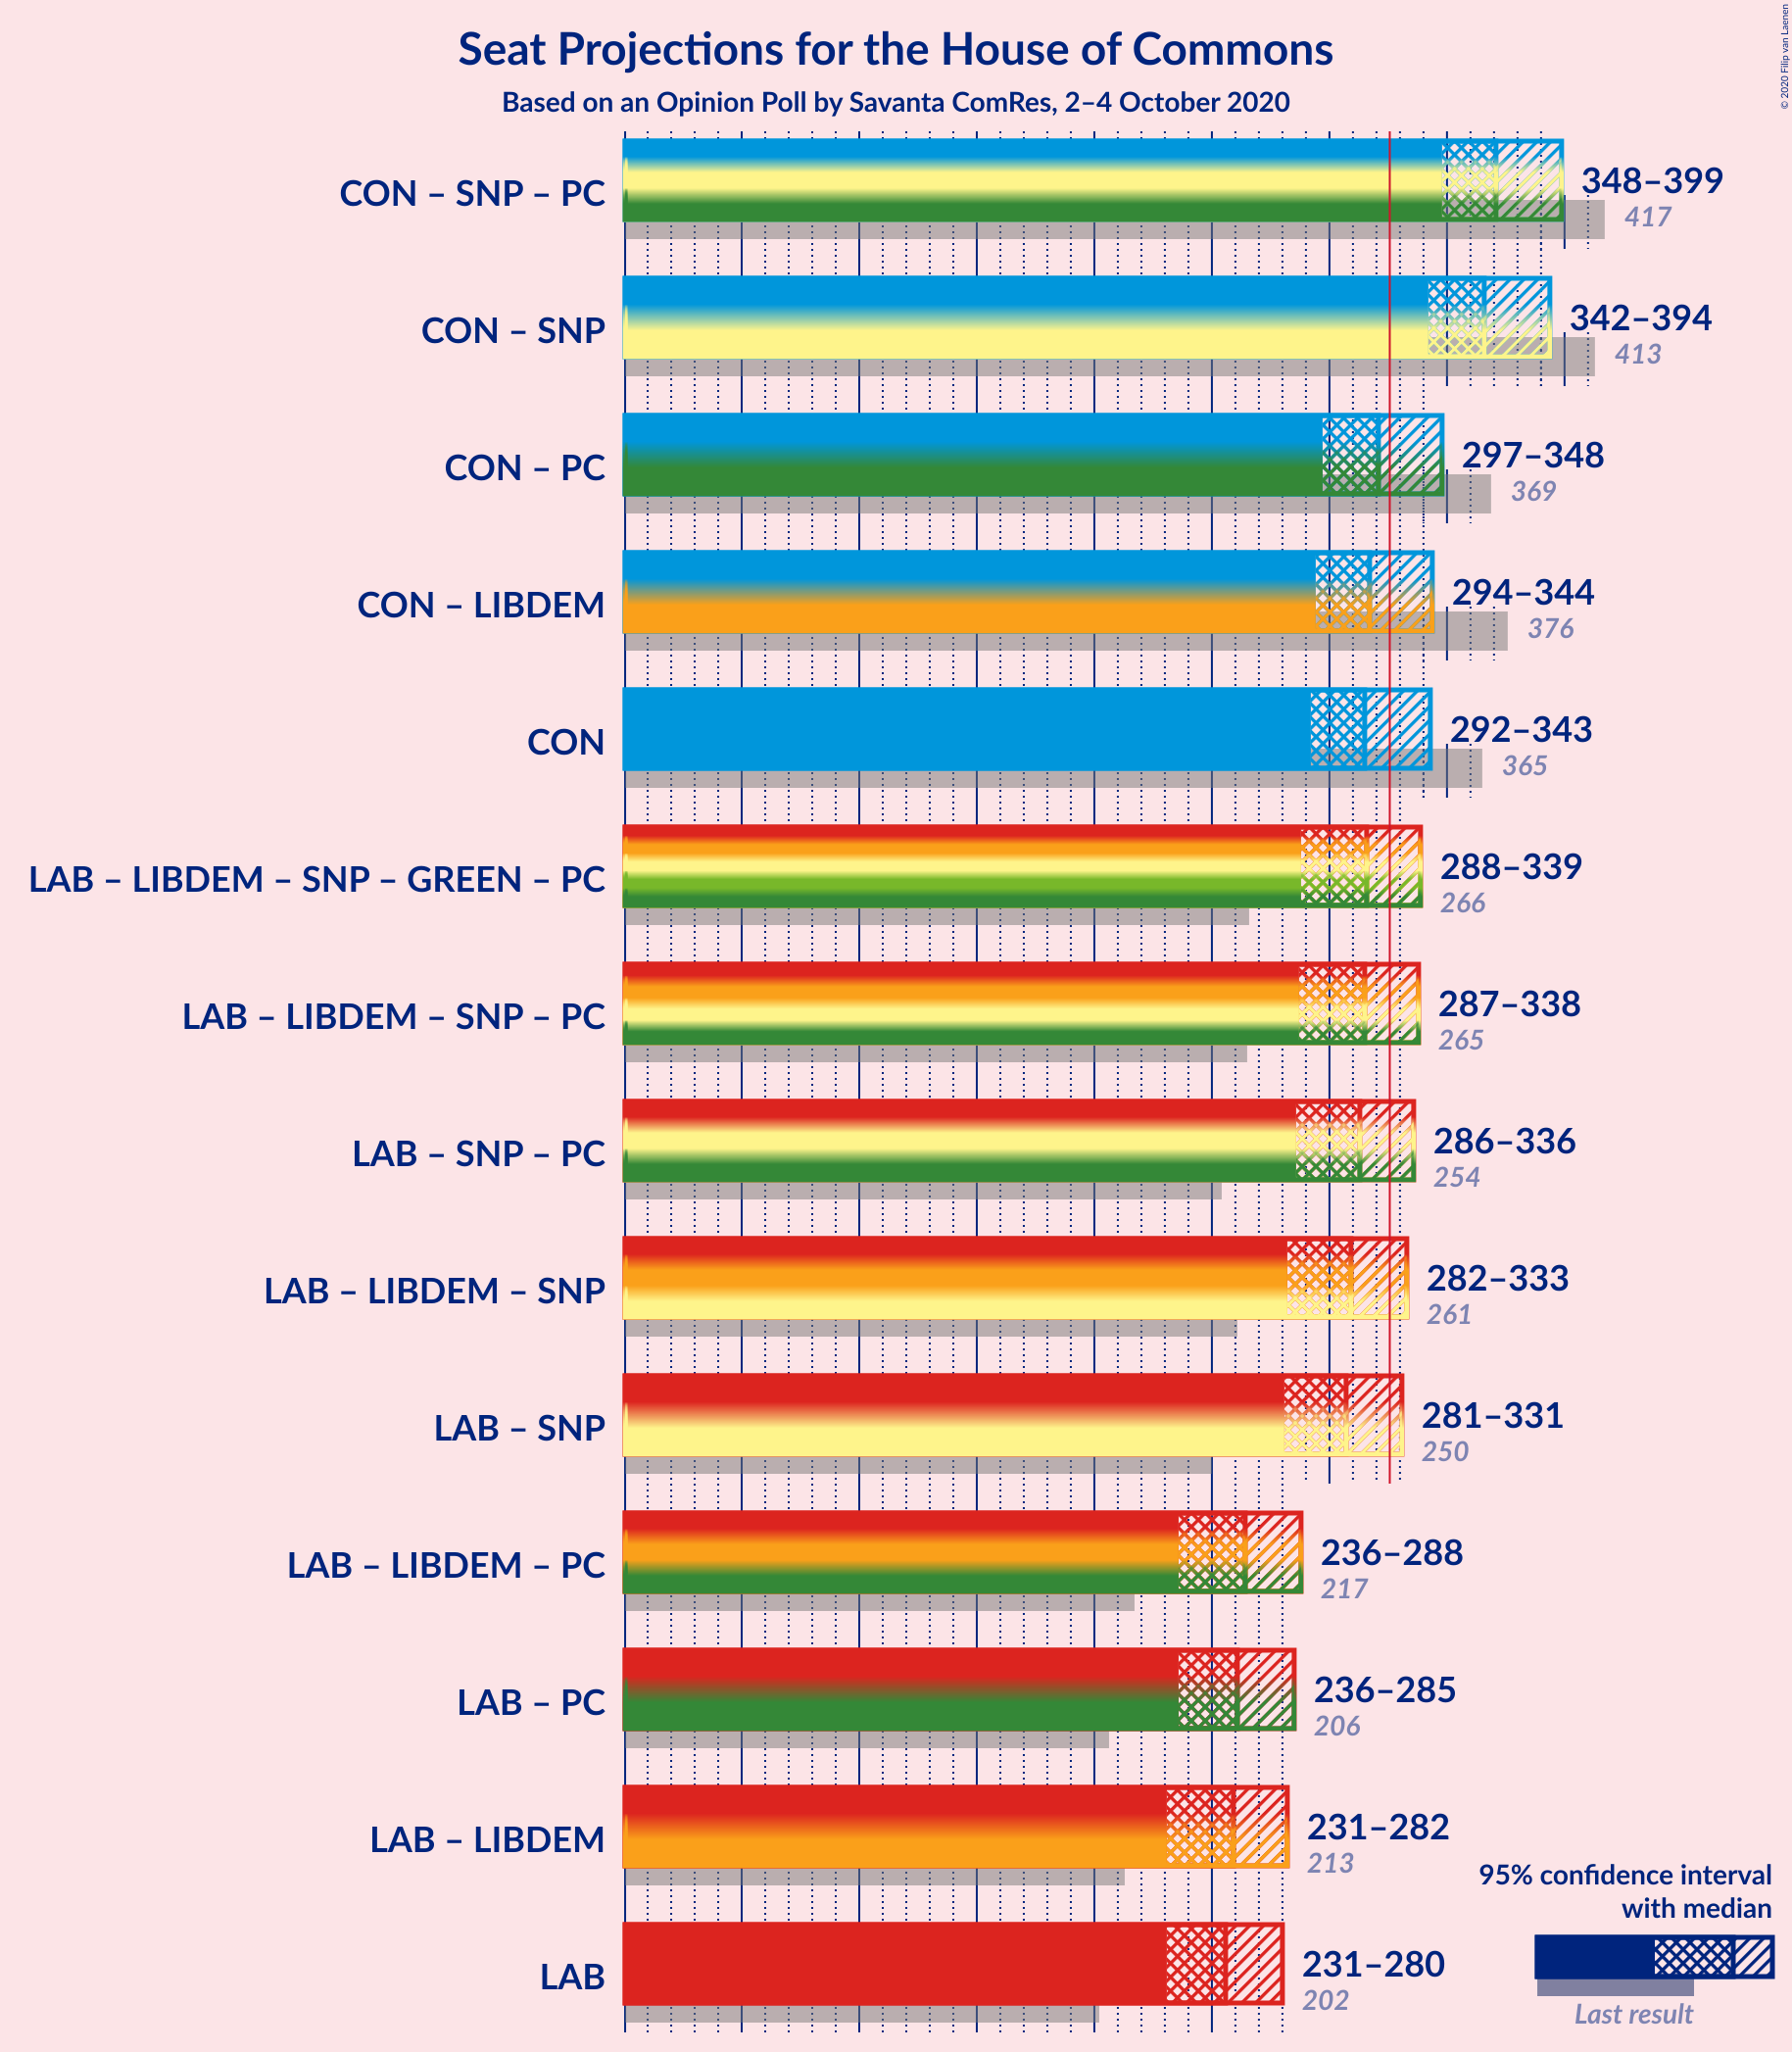 Seat Projections for the House of Commons
Based on an Opinion Poll by Savanta ComRes, 2–4 October 2020
© 2020 Filip van Laenen
CON – SNP – PC
348–399
417
CON – SNP
342–394
413
CON – PC
297–348
369
CON – LIBDEM
294–344
376
CON
292–343
365
LAB – LIBDEM – SNP – GREEN – PC
288–339
266
LAB – LIBDEM – SNP – PC
287–338
265
LAB – SNP – PC
286–336
254
LAB – LIBDEM – SNP
282–333
261
LAB – SNP
281–331
250
LAB – LIBDEM – PC
236–288
217
LAB – PC
236–285
206
LAB – LIBDEM
231–282
213
LAB
231–280
202
95% confidence interval
with median
Last result